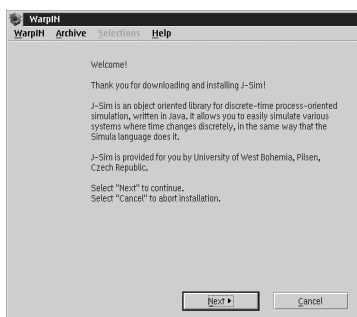 WarpIN
WarpIN Archive Selections Help
Welcome!
Thank you for downloading and installing J-Sim!
J-Sim is an object oriented library for discrete-time process-oriented
simulation, written in Java. It allows you to easily simulate various
systems where time changes discretely, in the same way that the
Simula language does it.
J-Sim is provided for you by University of West Bohemia, Pilsen,
Czech Republic.
Select "Next" to continue.
Select "Cancel" to abort installation.
Next Cancel